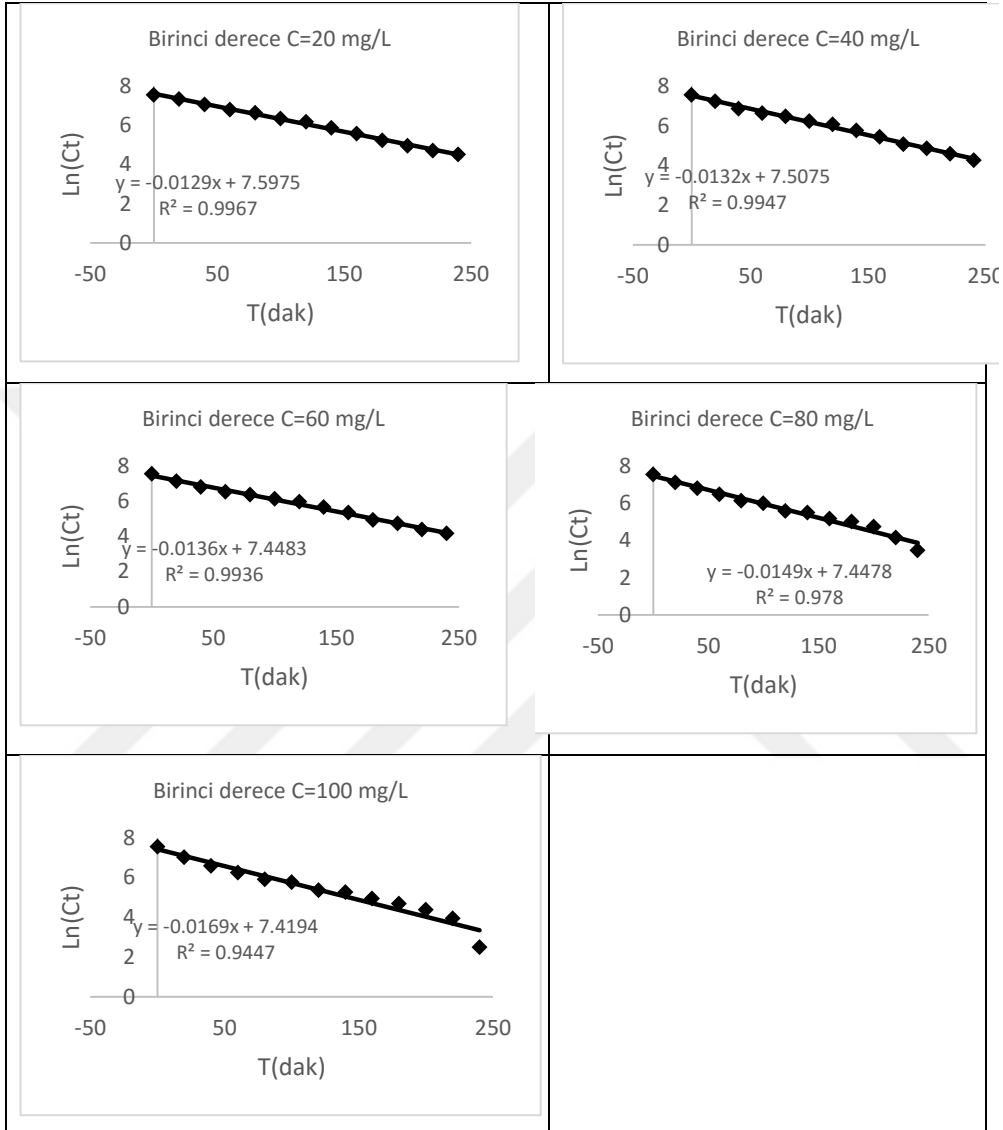 Birinci derece C=20 mg/L
8
6
4
2
0
-50
50
150
250
Ln(Ct)
T(dak)
y = -0.0129x + 7.5975
R² = 0.9967
Birinci derece C=40 mg/L
8
6
4
2
0
-50
50
150
250
Ln(Ct)
T(dak)
y = -0.0132x + 7.5075
R² = 0.9947
Birinci derece C=60 mg/L
8
6
4
2
0
-50
50
150
250
Ln(Ct)
T(dak)
y = -0.0136x + 7.4483
R² = 0.9936
Birinci derece C=80 mg/L
8
6
4
2
0
-50
50
150
250
Ln(Ct)
T(dak)
y = -0.0149x + 7.4478
R² = 0.978
Birinci derece C=100 mg/L
8
6
4
2
0
-50
50
150
250
Ln(Ct)
T(dak)
y = -0.0169x + 7.4194
R² = 0.9447